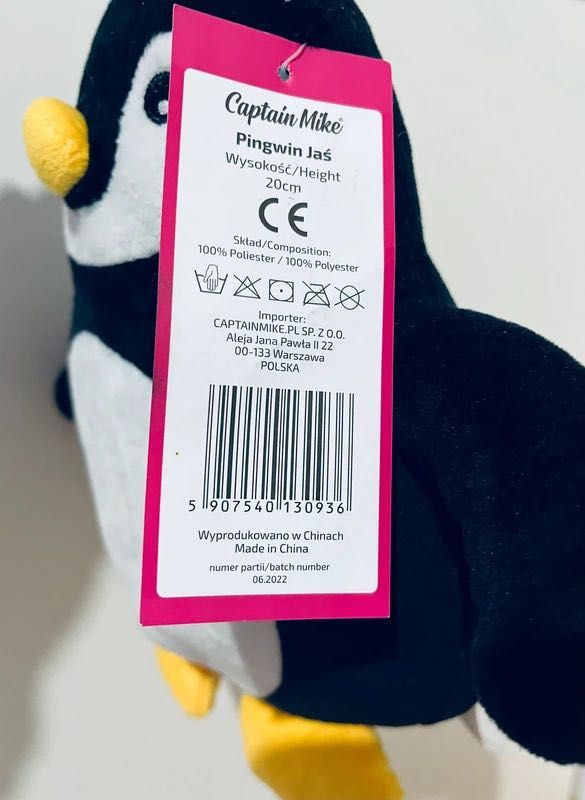 Captain Mike®
Pingwin Jaś
Wysokość/Height
20cm
CE
Skład/Composition:
100% Poliester / 100% Polyester
Importer:
CAPTAINMIKE.PL SP. Z O.O.
Aleja Jana Pawła II 22
00-133 Warszawa
POLSKA
5 907540 130936
Wyprodukowano w Chinach
Made in China
numer partii/batch number
06.2022